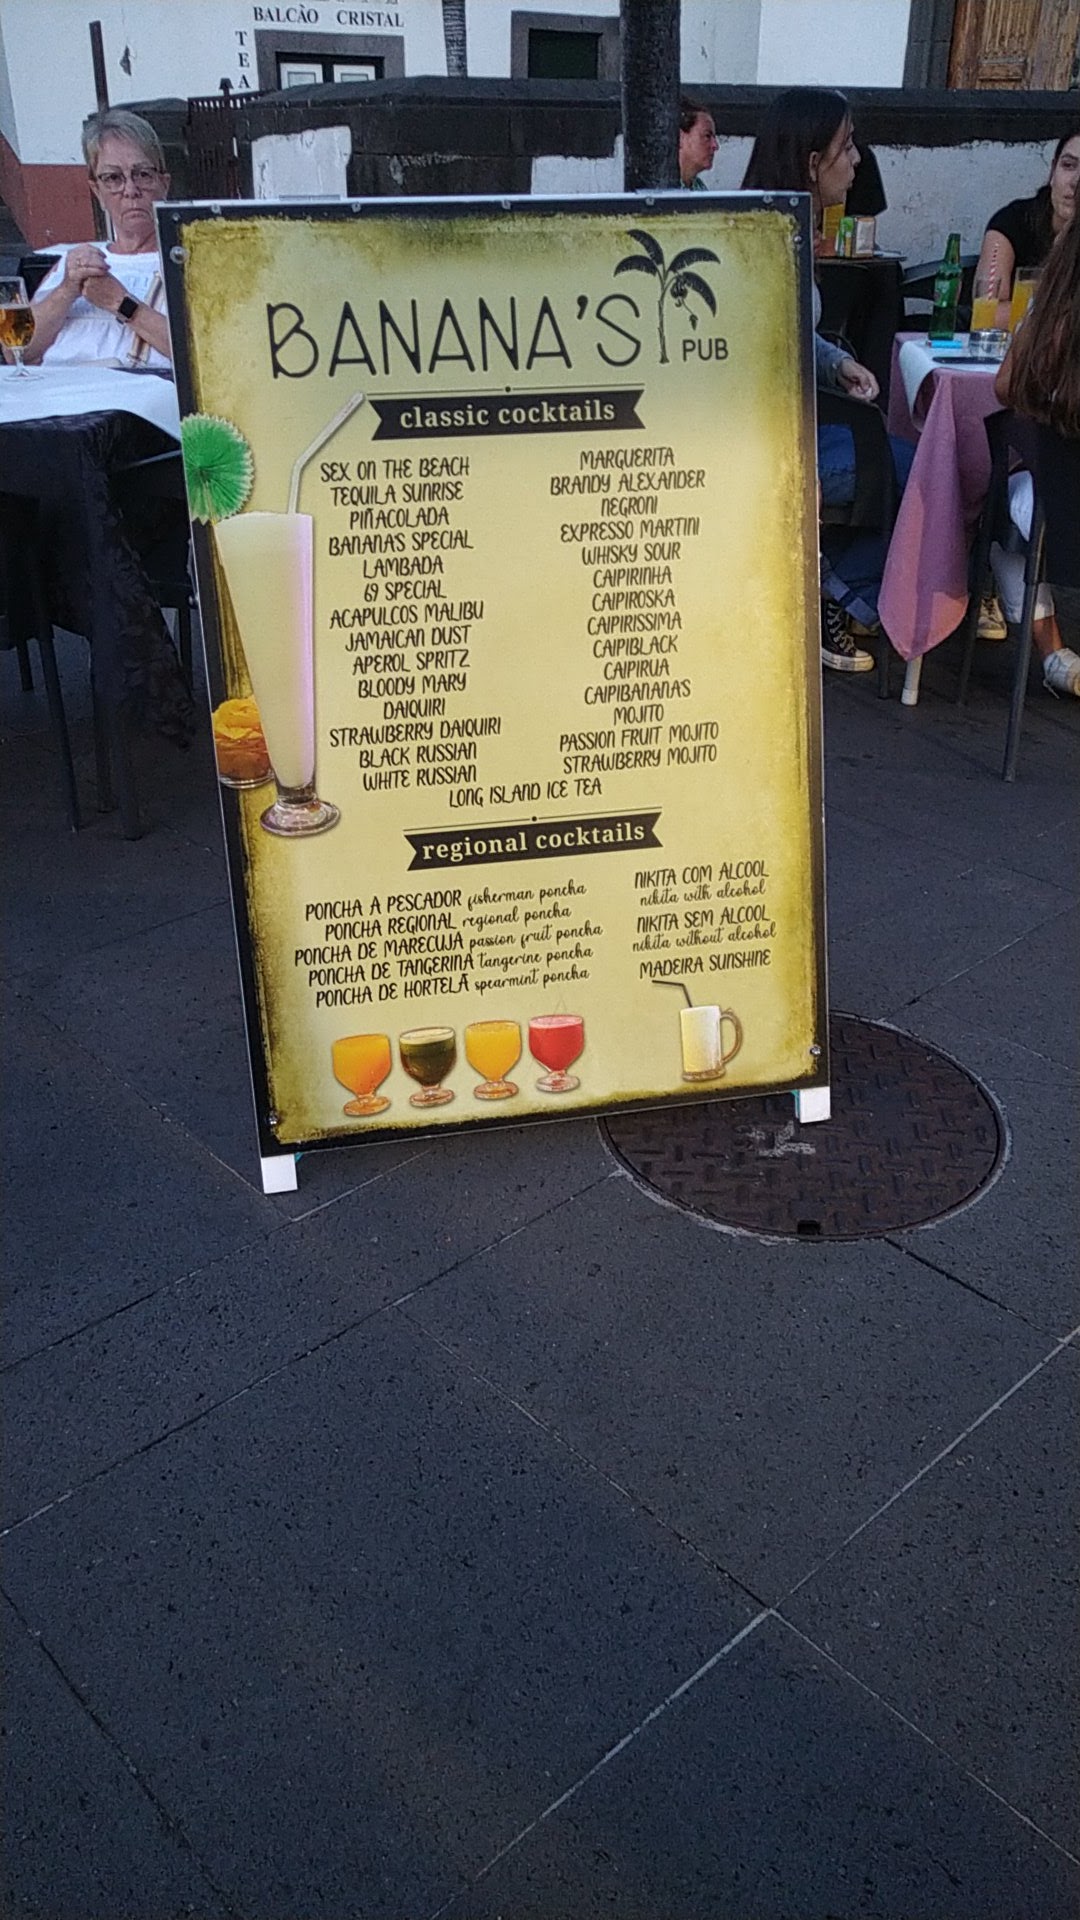 BALCÃO CRISTAL
TEA
BANANA'S
PUB
classic cocktails
SEX ON THE BEACH
TEQUILA SUNRISE
PIÑACOLADA
BANANA'S SPECIAL
LAMBADA
69 SPECIAL
ACAPULCOS MALIBU
JAMAICAN DUST
APEROL SPRITZ
BLOODY MARY
DAIQUIRI
STRAWBERRY DAIQUIRI
BLACK RUSSIAN
WHITE RUSSIAN
MARGUERITA
BRANDY ALEXANDER
NEGRONI
EXPRESSO MARTINI
WHISKY SOUR
CAIPIRINHA
CAIPIROSKA
CAIPIRISSIMA
CAIPIBLACK
CAIPIRUA
CAIPIBANANA'S
MOJITO
PASSION FRUIT MOJITO
STRAWBERRY MOJITO
LONG ISLAND ICE TEA
regional cocktails
PONCHA A PESCADOR fisherman poncha
PONCHA REGIONAL regional poncha
PONCHA DE MARECUJA passion fruit poncha
PONCHA DE TANGERINA tangerine poncha
PONCHA DE HORTELÃ spearmint poncha
NIKITA COM ALCOOL
nikita with alcohol
NIKITA SEM ALCOOL
nikita without alcohol
MADEIRA SUNSHINE